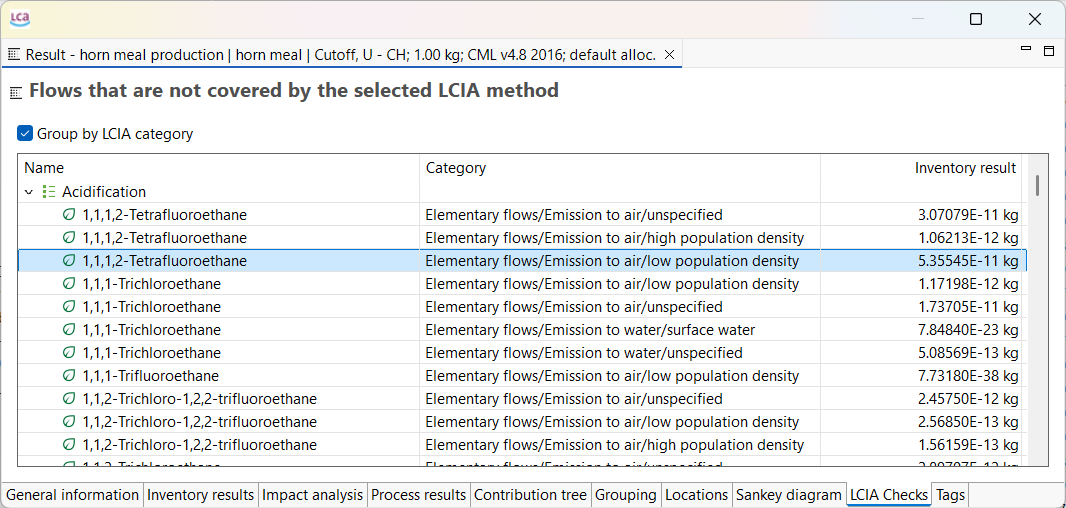 LCA
Result - horn meal production | horn meal | Cutoff, U - CH; 1.00 kg; CML v4.8 2016; default alloc.
Flows that are not covered by the selected LCIA method
Group by LCIA category
Name Category Inventory result
Acidification
1,1,1,2-Tetrafluoroethane Elementary flows/Emission to air/unspecified 3.07079E-11 kg
1,1,1,2-Tetrafluoroethane Elementary flows/Emission to air/high population density 1.06213E-12 kg
1,1,1,2-Tetrafluoroethane Elementary flows/Emission to air/low population density 5.35545E-11 kg
1,1,1-Trichloroethane Elementary flows/Emission to air/low population density 1.17198E-12 kg
1,1,1-Trichloroethane Elementary flows/Emission to air/unspecified 1.73705E-11 kg
1,1,1-Trichloroethane Elementary flows/Emission to water/surface water 7.84840E-23 kg
1,1,1-Trichloroethane Elementary flows/Emission to water/unspecified 5.08569E-13 kg
1,1,1-Trifluoroethane Elementary flows/Emission to air/low population density 7.73180E-38 kg
1,1,2-Trichloro-1,2,2-trifluoroethane Elementary flows/Emission to air/unspecified 2.45750E-12 kg
1,1,2-Trichloro-1,2,2-trifluoroethane Elementary flows/Emission to air/low population density 2.56850E-13 kg
1,1,2-Trichloro-1,2,2-trifluoroethane Elementary flows/Emission to air/high population density 1.56159E-13 kg
General information Inventory results Impact analysis Process results Contribution tree Grouping Locations Sankey diagram LCIA Checks Tags